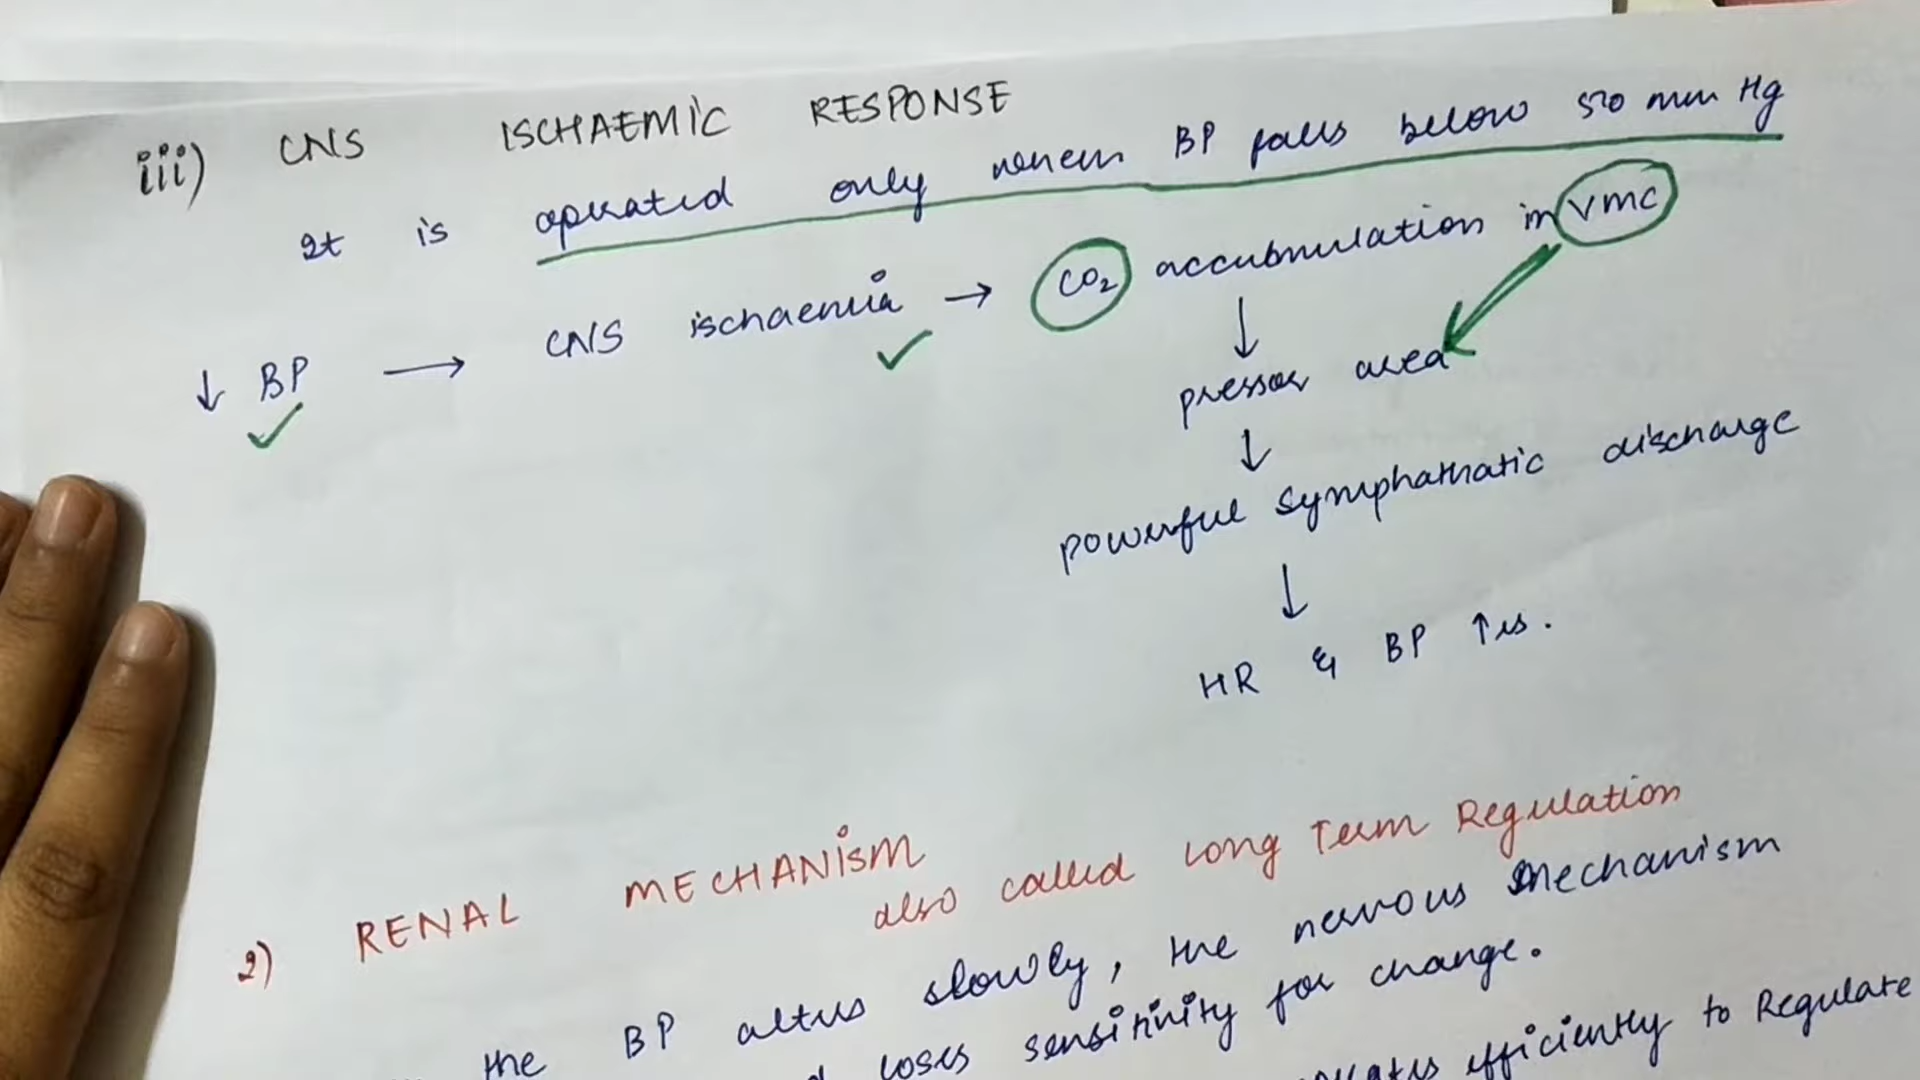 iii) CNS ISCHAEMIC RESPONSE
It is operated only when BP falls below 50 mm Hg
↓ BP → CNS ischaemia → CO₂ accubmulation in VMC
↓
pressor area
↓
powerful symphathatic discharge
↓
HR & BP ↑es.
2) RENAL MECHANISM
also called Long Term Regulation
the BP alters slowly, the nervous mechanism
loses sensitivity for change.
efficiently to Regulate